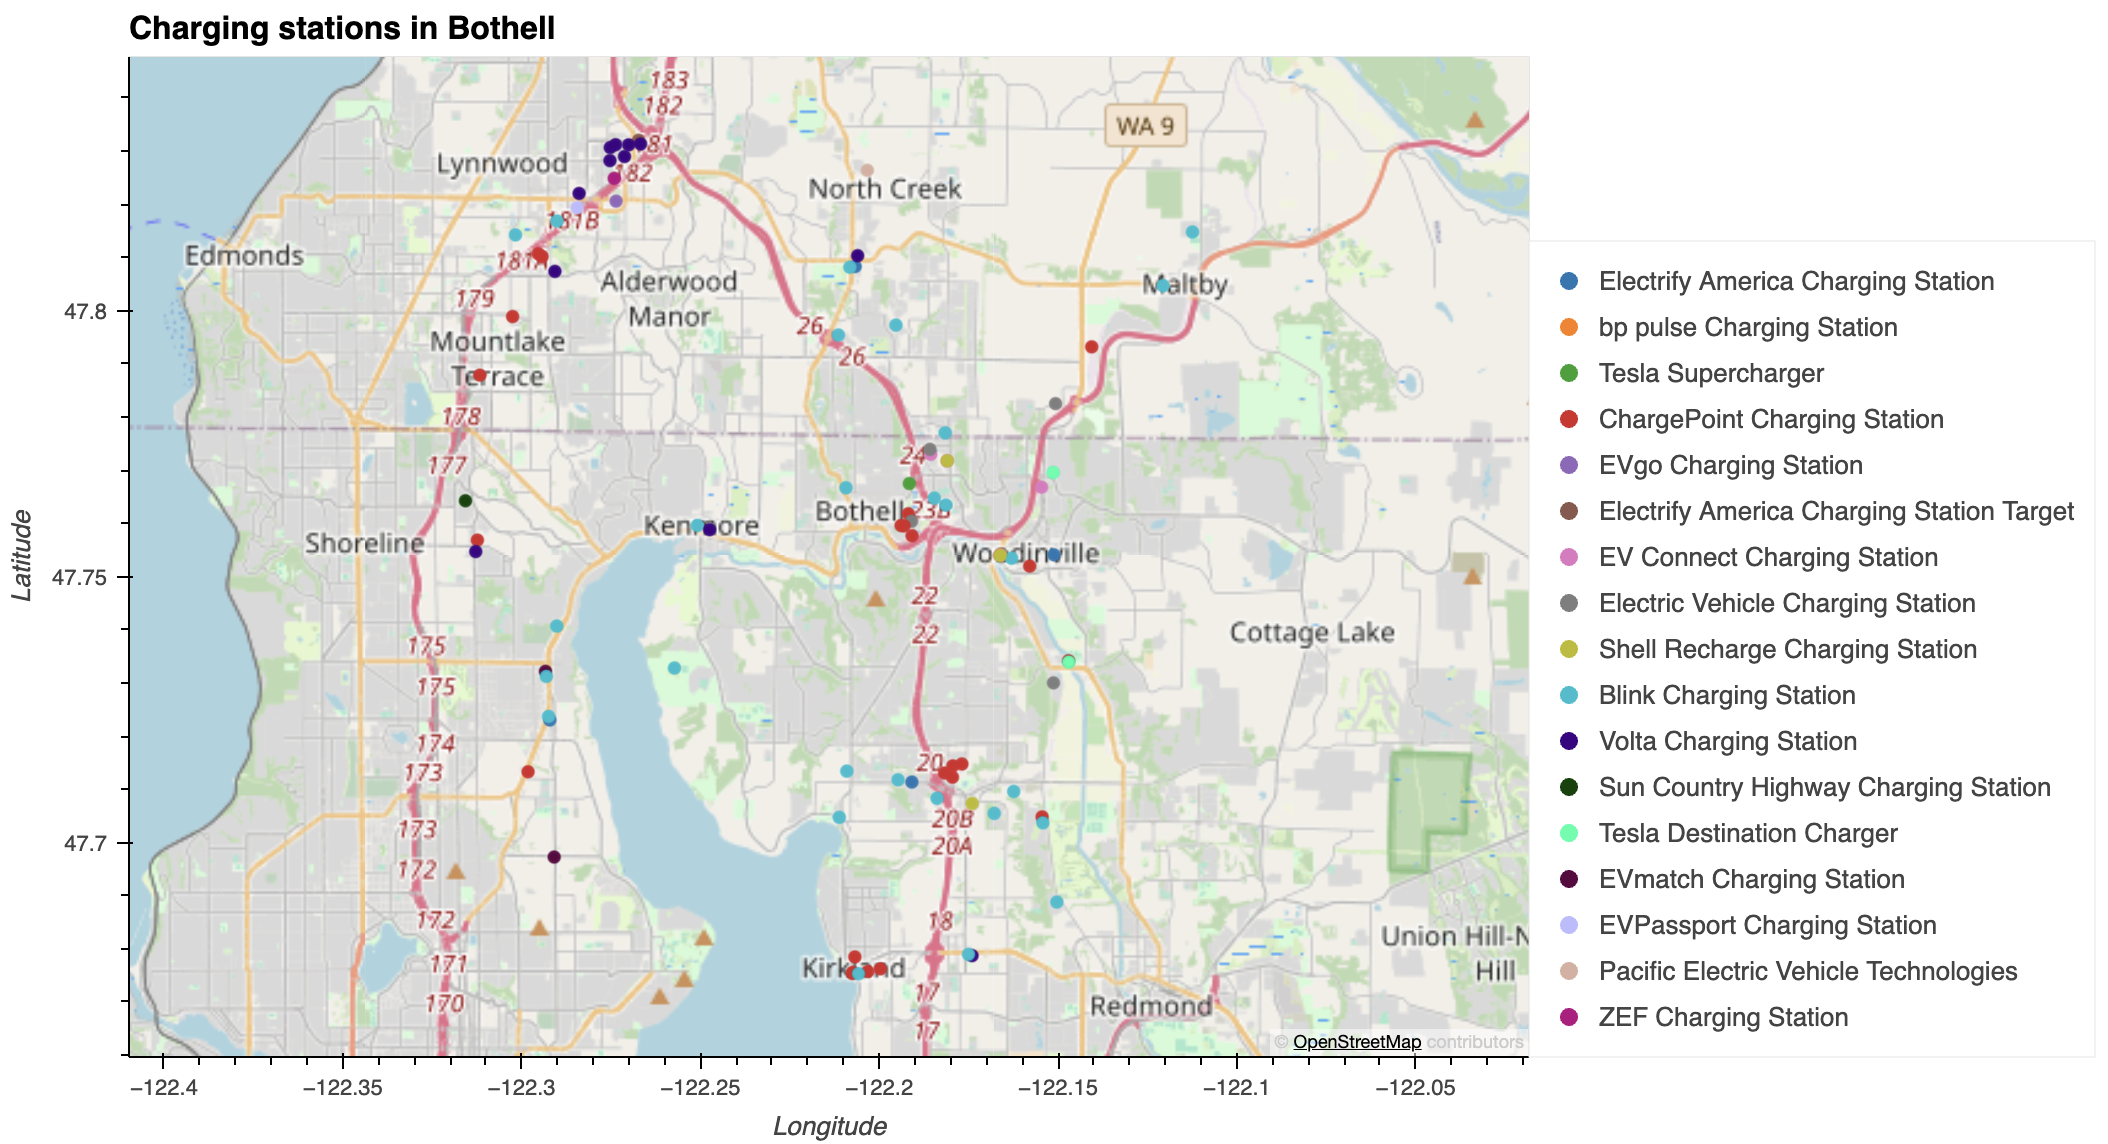 Charging stations in Bothell
183
182
WA 9
81
Lynnwood
182
North Creek
181B
Edmonds
181A
Alderwood
Manor
Maltby
179
47.8
26
Mountlake
Terrace
26
178
24
177
Bothell
23B
Kenmore
Shoreline
Woodinville
47.75
22
Cottage Lake
22
175
175
174
20
173
20B
173
47.7
20A
172
172
18
Union Hill-N
Hill
171
Kirkland
17
170
Redmond
17
© OpenStreetMap contributors
Latitude
−122.4
−122.35
−122.3
−122.25
−122.2
−122.15
−122.1
−122.05
Longitude
Electrify America Charging Station
bp pulse Charging Station
Tesla Supercharger
ChargePoint Charging Station
EVgo Charging Station
Electrify America Charging Station Target
EV Connect Charging Station
Electric Vehicle Charging Station
Shell Recharge Charging Station
Blink Charging Station
Volta Charging Station
Sun Country Highway Charging Station
Tesla Destination Charger
EVmatch Charging Station
EVPassport Charging Station
Pacific Electric Vehicle Technologies
ZEF Charging Station